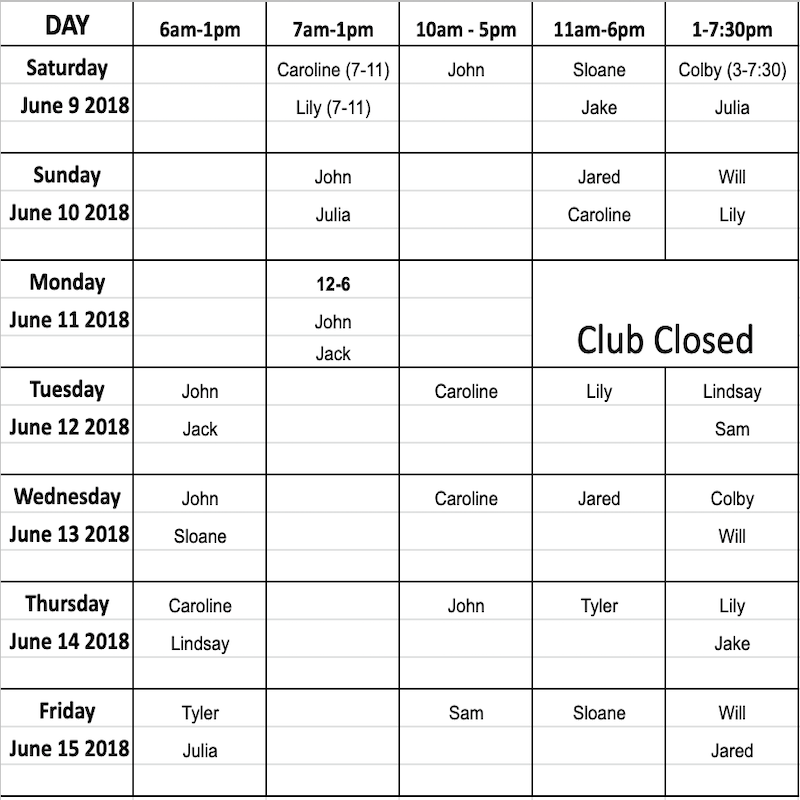 DAY 6am-1pm 7am-1pm 10am - 5pm 11am-6pm 1-7:30pm
Saturday Caroline (7-11) John Sloane Colby (3-7:30)
June 9 2018 Lily (7-11) Jake Julia
Sunday John Jared Will
June 10 2018 Julia Caroline Lily
Monday 12-6
June 11 2018 John Club Closed
Jack
Tuesday John Caroline Lily Lindsay
June 12 2018 Jack Sam
Wednesday John Caroline Jared Colby
June 13 2018 Sloane Will
Thursday Caroline John Tyler Lily
June 14 2018 Lindsay Jake
Friday Tyler Sam Sloane Will
June 15 2018 Julia Jared